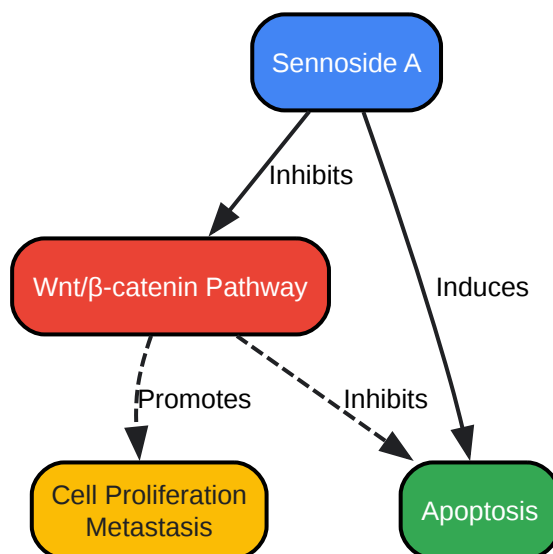 Sennoside A
Inhibits
Wnt/β-catenin Pathway
Induces
Promotes
Inhibits
Cell Proliferation
Metastasis
Apoptosis